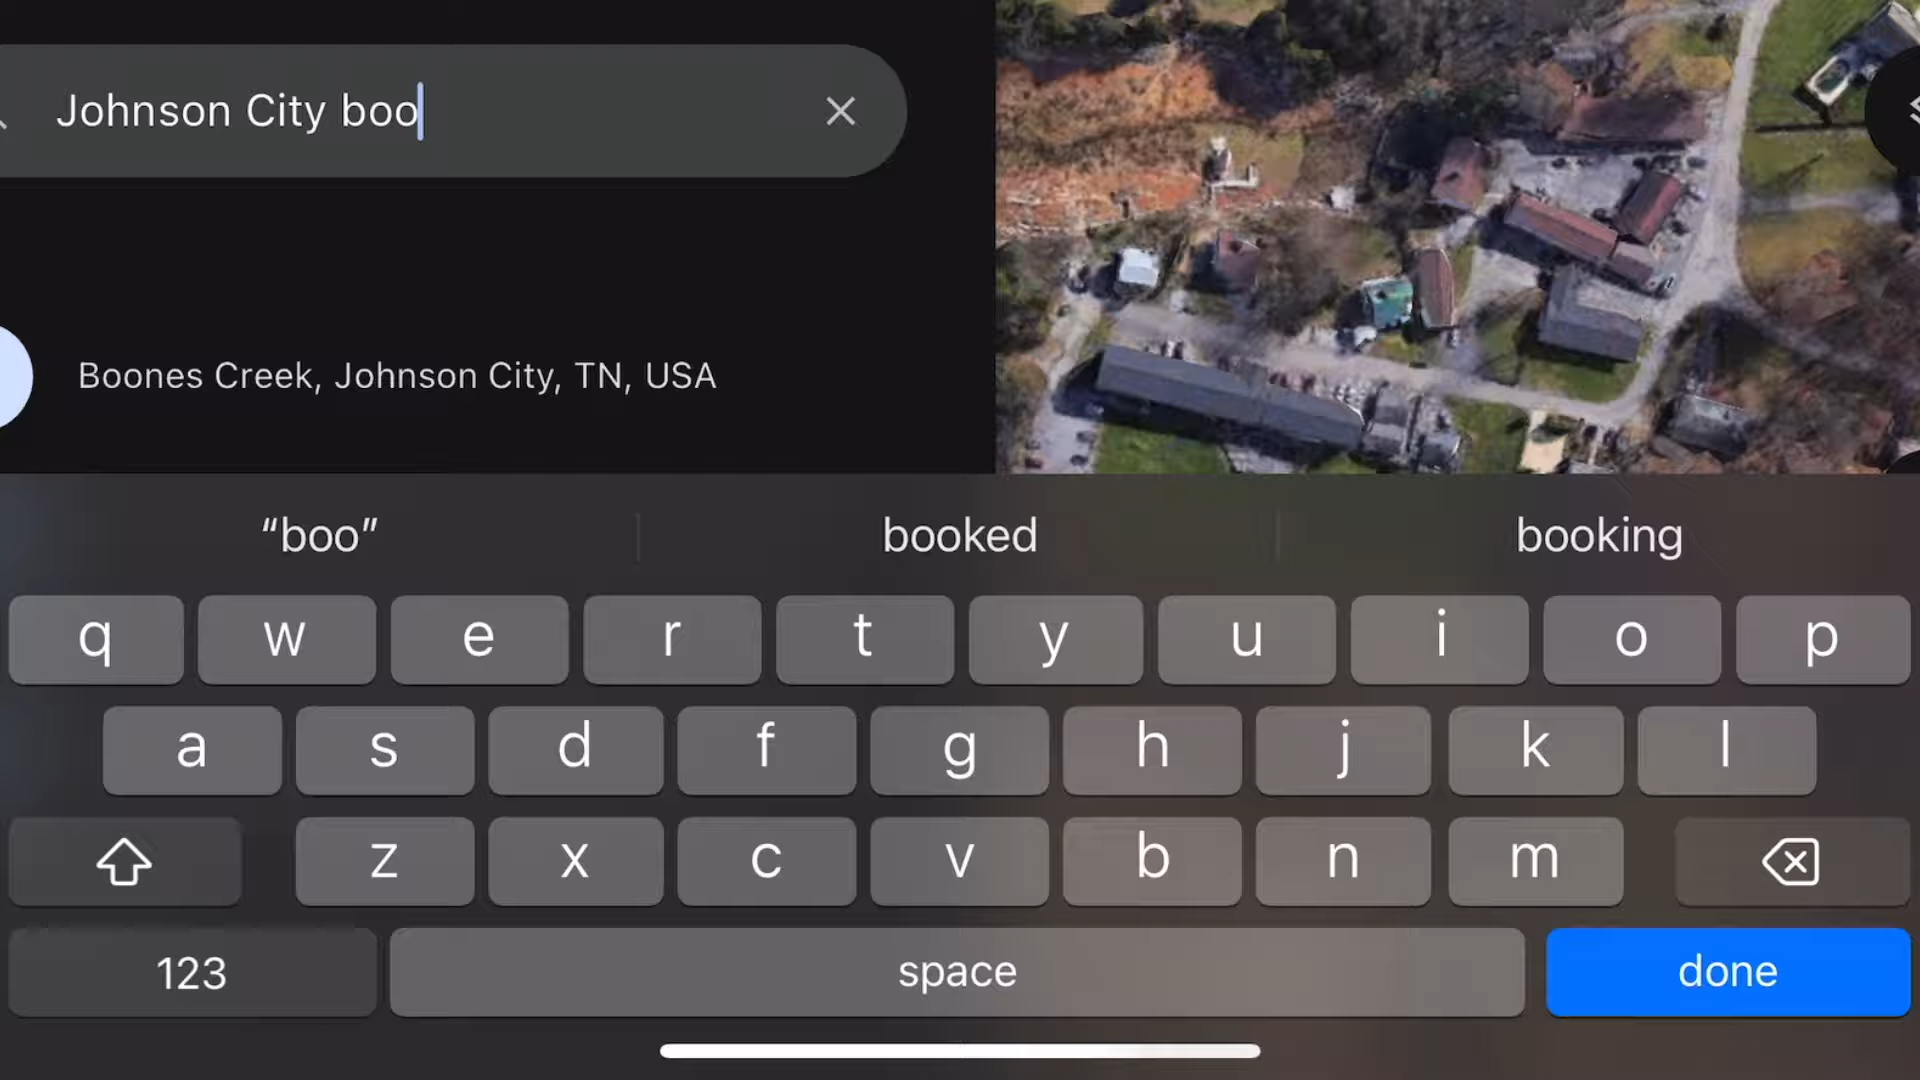 Johnson City boo
Boones Creek, Johnson City, TN, USA
“boo” booked booking
q w e r t y u i o p
a s d f g h j k l
z x c v b n m
123 space done